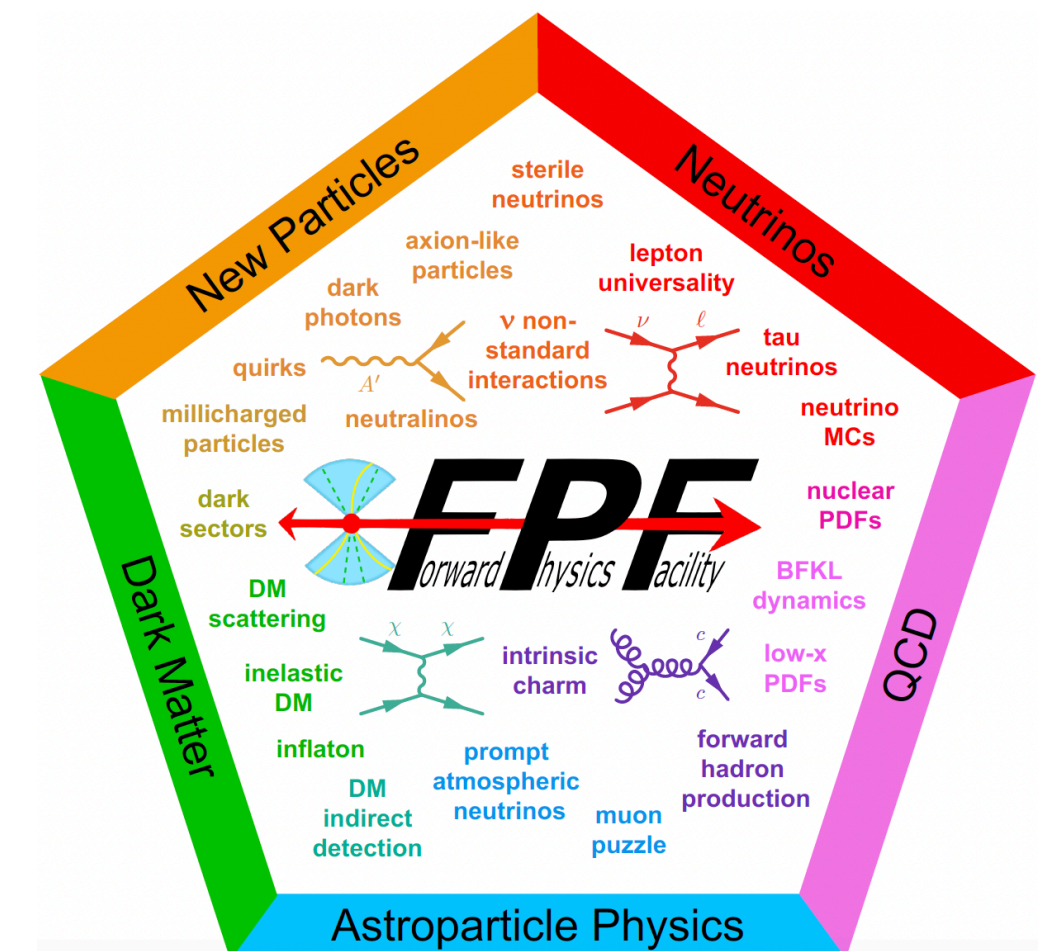 New Particles
Neutrinos
sterile
neutrinos
axion-like
particles
lepton
universality
dark
photons
ν non-
standard
interactions
ν
ℓ
tau
neutrinos
quirks
A′
neutralinos
millicharged
particles
neutrino
MCs
dark
sectors
nuclear
PDFs
Forward Physics Facility
DM
scattering
BFKL
dynamics
Dark Matter
QCD
χ
χ
inelastic
DM
intrinsic
charm
c
c
low-x
PDFs
inflaton
prompt
atmospheric
neutrinos
forward
hadron
production
DM
indirect
detection
muon
puzzle
Astroparticle Physics